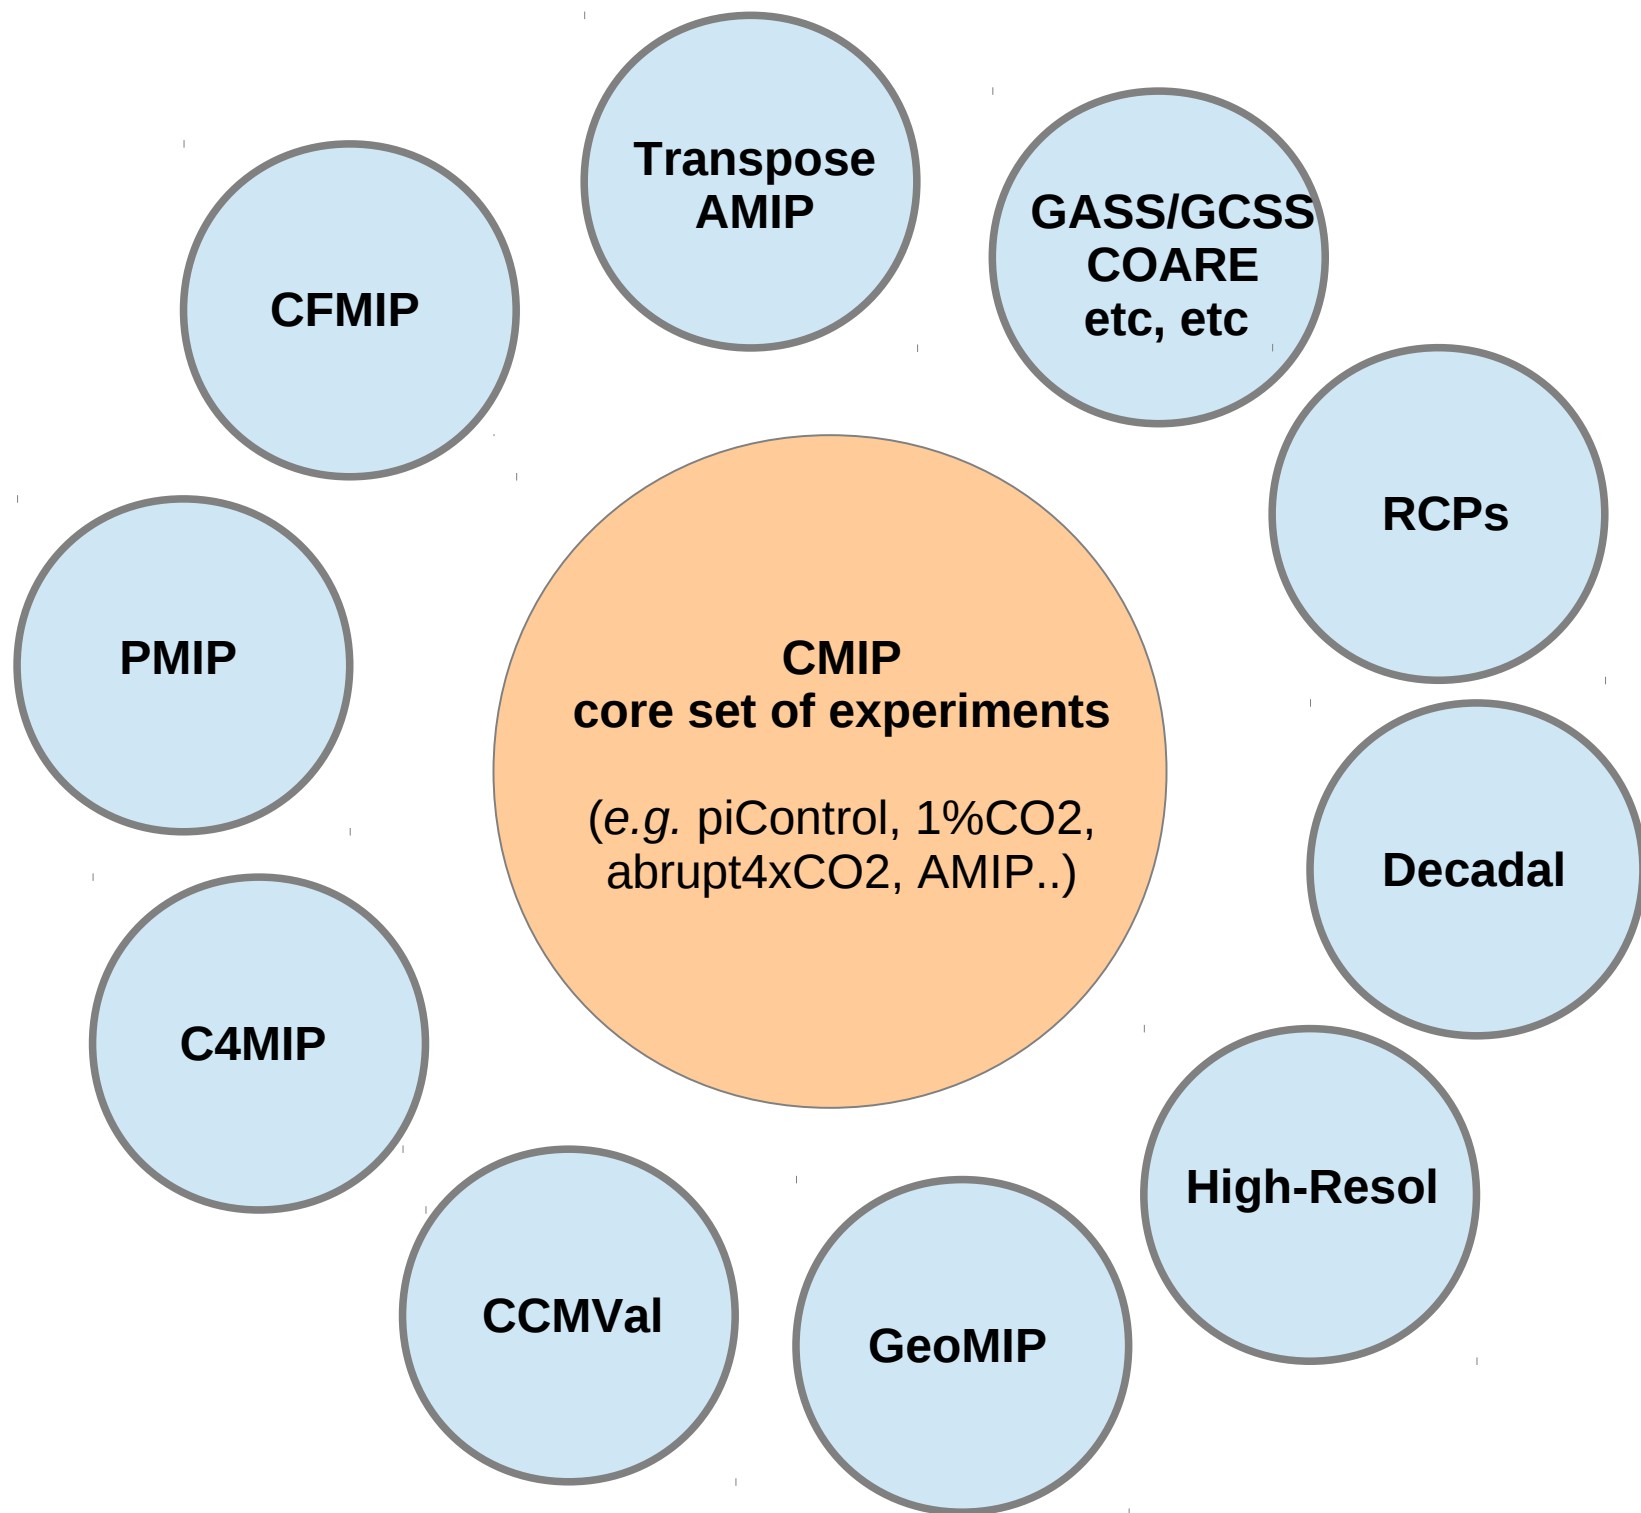 Transpose
AMIP
GASS/GCSS
COARE
etc, etc
CFMIP
RCPs
PMIP
CMIP
core set of experiments
(e.g. piControl, 1%CO2,
abrupt4xCO2, AMIP..)
Decadal
C4MIP
High-Resol
CCMVal
GeoMIP